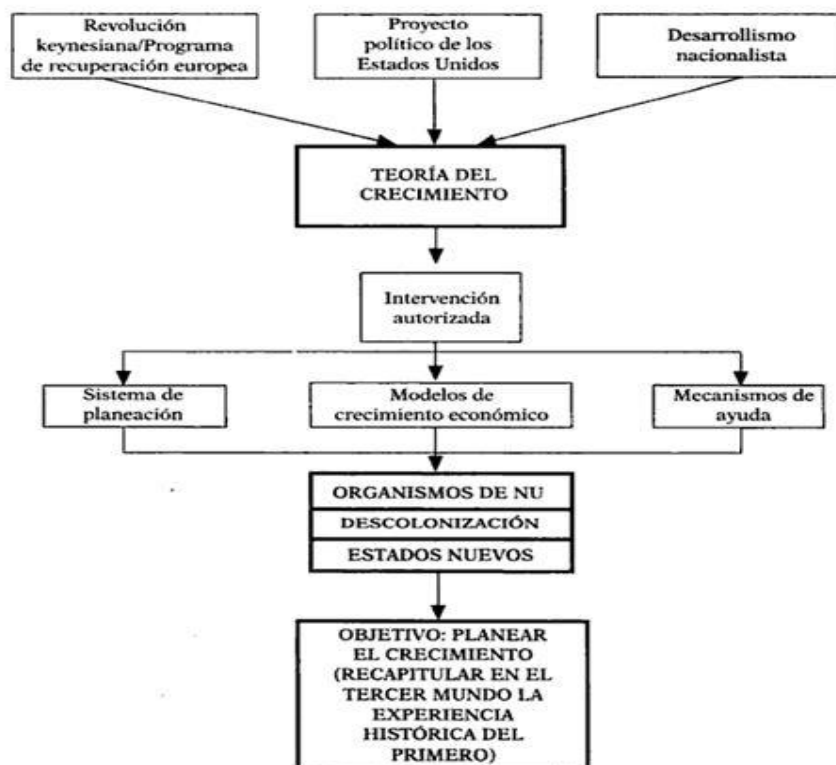 Revolución
keynesiana/Programa
de recuperación europea
Proyecto
político de los
Estados Unidos
Desarrollismo
nacionalista
TEORÍA DEL
CRECIMIENTO
Intervención
autorizada
Sistema de
planeación
Modelos de
crecimiento económico
Mecanismos de
ayuda
ORGANISMOS DE NU
DESCOLONIZACIÓN
ESTADOS NUEVOS
OBJETIVO: PLANEAR
EL CRECIMIENTO
(RECAPITULAR EN EL
TERCER MUNDO LA
EXPERIENCIA
HISTÓRICA DEL
PRIMERO)